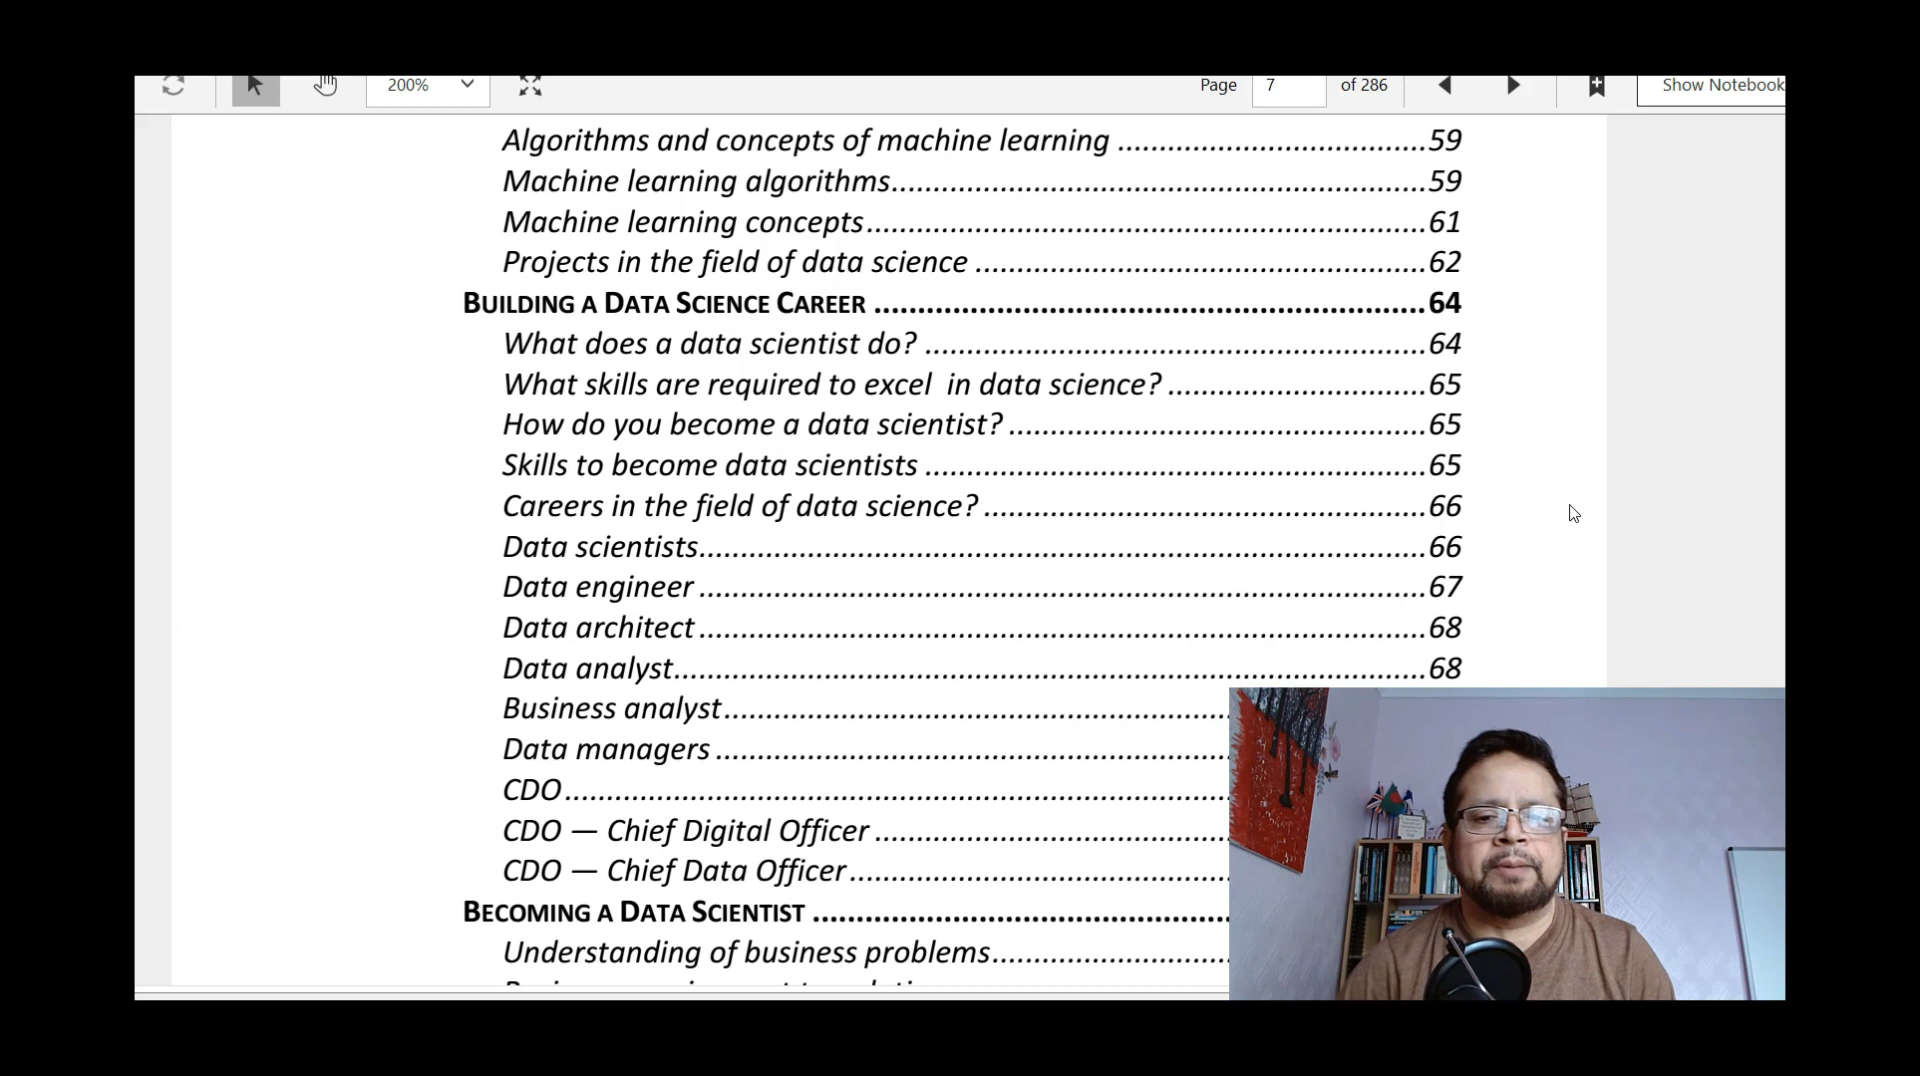 200%
Page 7 of 286
Show Notebook
Algorithms and concepts of machine learning ....................................59
Machine learning algorithms....................................59
Machine learning concepts....................................61
Projects in the field of data science ....................................62
BUILDING A DATA SCIENCE CAREER ....................................64
What does a data scientist do? ....................................64
What skills are required to excel in data science? ....................................65
How do you become a data scientist? ....................................65
Skills to become data scientists ....................................65
Careers in the field of data science? ....................................66
Data scientists....................................66
Data engineer ....................................67
Data architect ....................................68
Data analyst....................................68
Business analyst....................................
Data managers ....................................
CDO....................................
CDO — Chief Digital Officer ....................................
CDO — Chief Data Officer....................................
BECOMING A DATA SCIENTIST ....................................
Understanding of business problems....................................